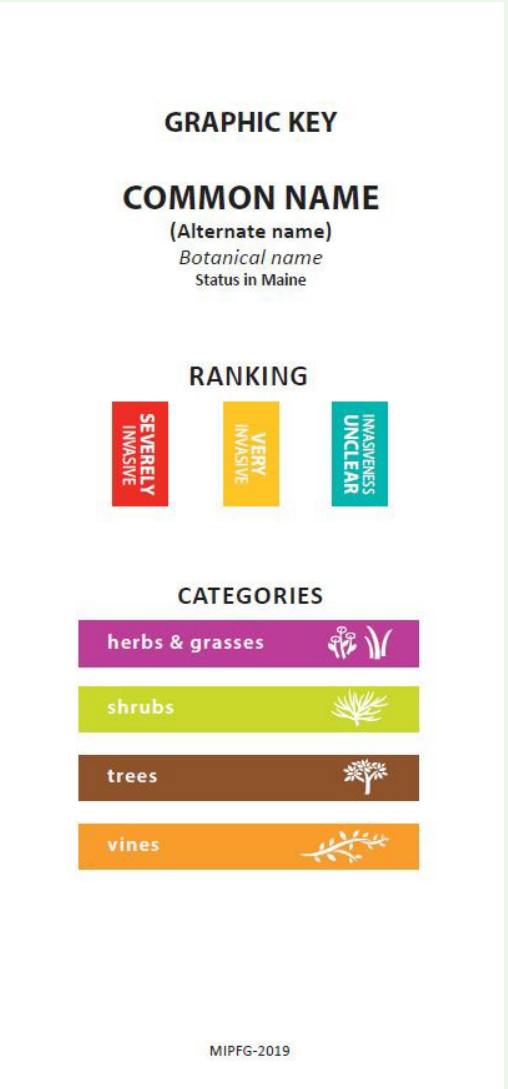 GRAPHIC KEY
COMMON NAME
(Alternate name)
Botanical name
Status in Maine
RANKING
SEVERELY
INVASIVE
VERY
INVASIVE
INVASIVENESS
UNCLEAR
CATEGORIES
herbs & grasses
shrubs
trees
vines
MIPFG-2019